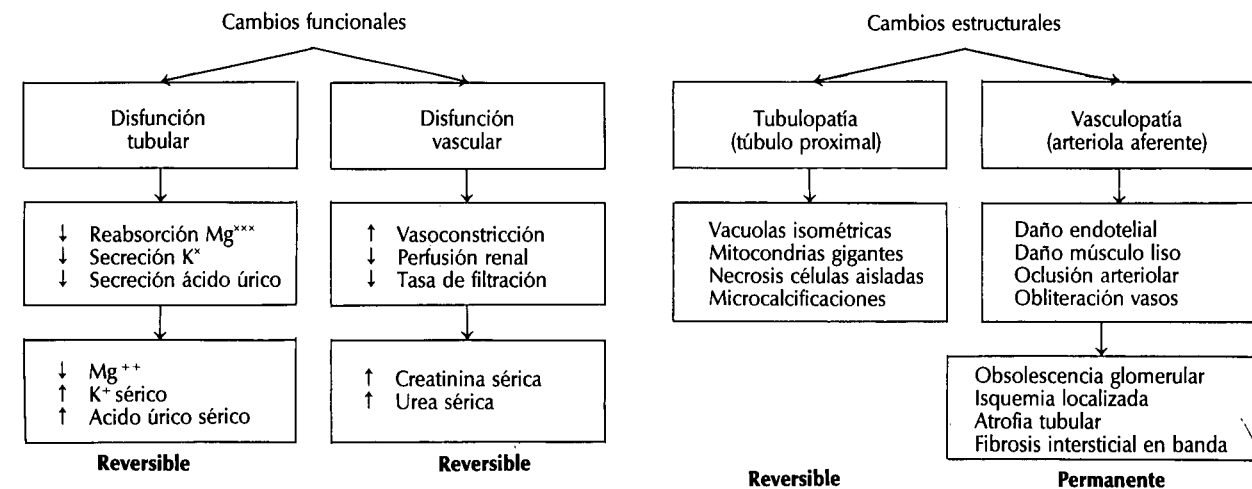 Cambios funcionales
Disfunción
tubular
Disfunción
vascular
↓ Reabsorción Mg×××
↓ Secreción K×
↓ Secreción ácido úrico
↑ Vasoconstricción
↓ Perfusión renal
↓ Tasa de filtración
↓ Mg++
↑ K+ sérico
↑ Acido úrico sérico
↑ Creatinina sérica
↑ Urea sérica
Reversible
Reversible
Cambios estructurales
Tubulopatía
(túbulo proximal)
Vasculopatía
(arteriola aferente)
Vacuolas isométricas
Mitocondrias gigantes
Necrosis células aisladas
Microcalcificaciones
Daño endotelial
Daño músculo liso
Oclusión arteriolar
Obliteración vasos
Obsolescencia glomerular
Isquemia localizada
Atrofia tubular
Fibrosis intersticial en banda
Reversible
Permanente